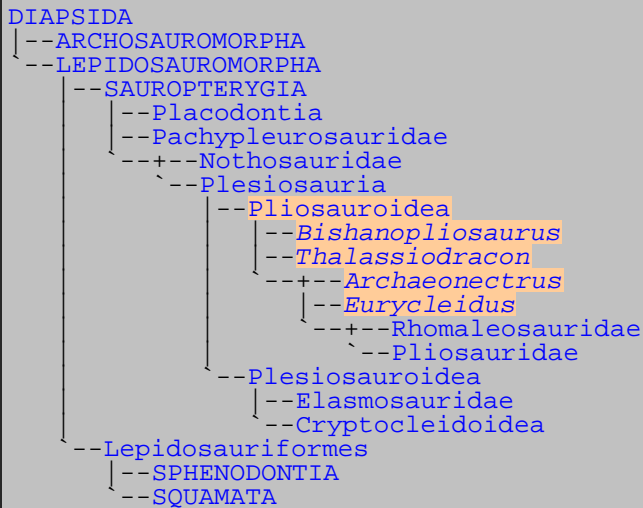 DIAPSIDA
|--ARCHOSAUROMORPHA
`--LEPIDOSAUROMORPHA
   |--SAUROPTERYGIA
   |  |--Placodontia
   |  |--Pachypleurosauridae
   |  `--+--Nothosauridae
   |     `--Plesiosauria
   |        |--Pliosauroidea
   |        |  |--Bishanopliosaurus
   |        |  |--Thalassiodracon
   |        |  `--+--Archaeonectrus
   |        |     |--Eurycleidus
   |        |     `--+--Rhomaleosauridae
   |        |        `--Pliosauridae
   |        `--Plesiosauroidea
   |           |--Elasmosauridae
   |           `--Cryptocleidoidea
   `--Lepidosauriformes
      |--SPHENODONTIA
      `--SQUAMATA